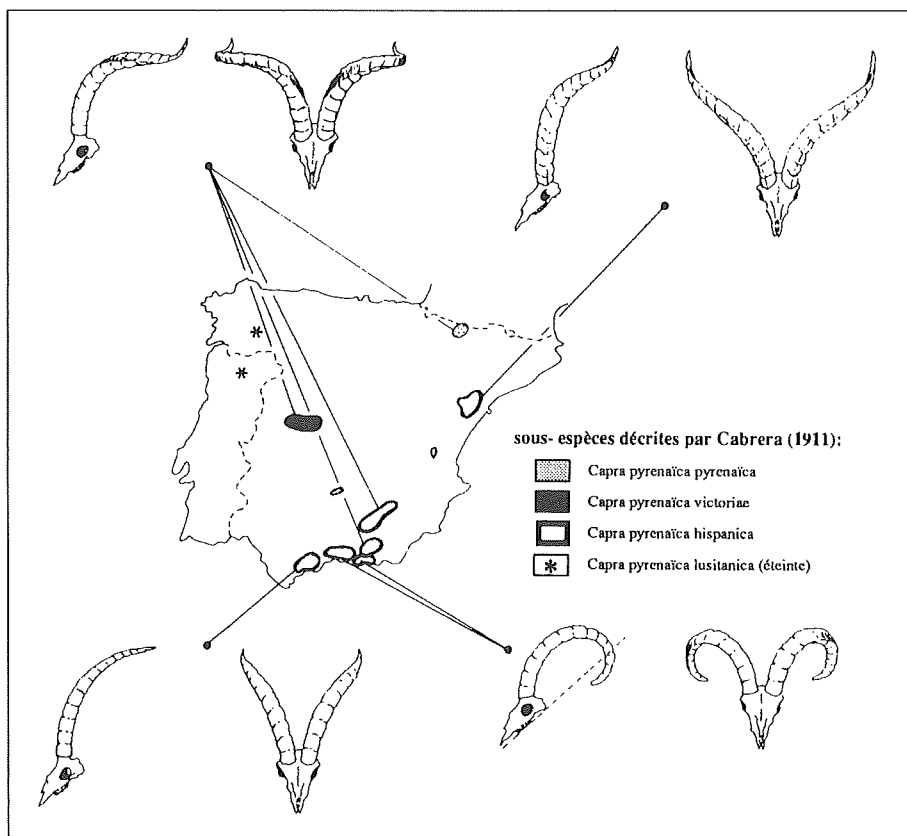 sous- espèces décrites par Cabrera (1911):
Capra pyrenaïca pyrenaïca
Capra pyrenaïca victoriae
Capra pyrenaïca hispanica
* Capra pyrenaïca lusitanica (éteinte)